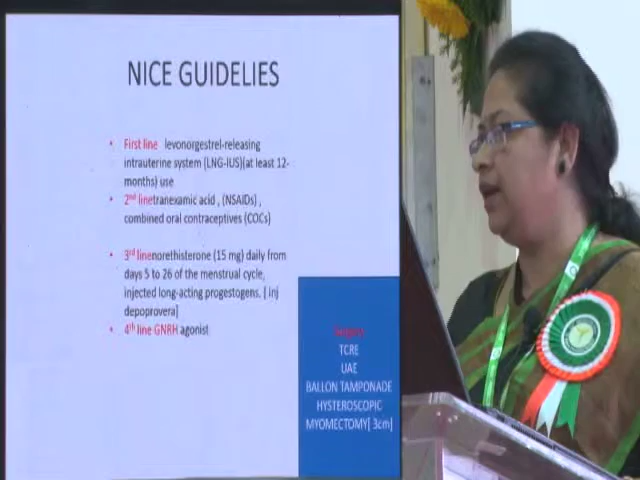 NICE GUIDELIES
• First line levonorgestrel-releasing
intrauterine system (LNG-IUS)(at least 12-
months) use
• 2nd linetranexamic acid , (NSAIDs) ,
combined oral contraceptives (COCs)
• 3rd linenorethisterone (15 mg) daily from
days 5 to 26 of the menstrual cycle,
injected long-acting progestogens. [ inj
depoprovera]
• 4th line GNRH agonist
TCRE
UAE
BALLON TAMPONADE
HYSTEROSCOPIC
MYOMECTOMY[ 3cm]